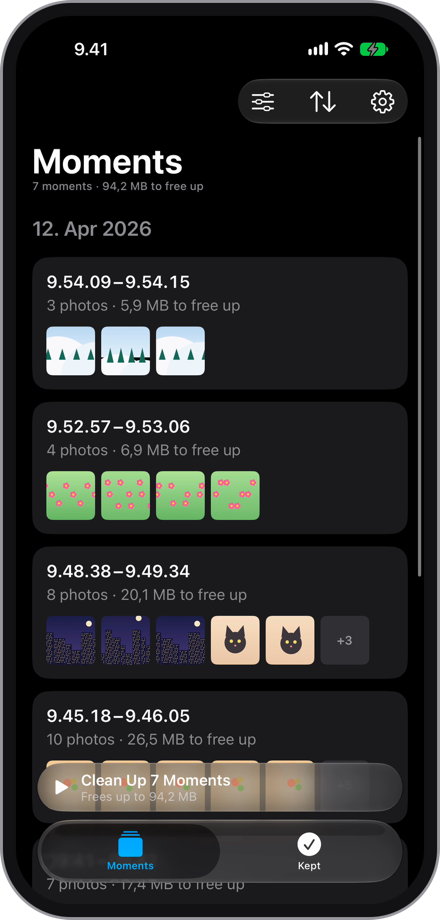 9.41
Moments
7 moments · 94,2 MB to free up
12. Apr 2026
9.54.09–9.54.15
3 photos · 5,9 MB to free up
9.52.57–9.53.06
4 photos · 6,9 MB to free up
9.48.38–9.49.34
8 photos · 20,1 MB to free up
+3
9.45.18–9.46.05
10 photos · 26,5 MB to free up
Clean Up 7 Moments
Frees up to 94,2 MB
Moments
Kept
7 photos · 17,4 MB to free up